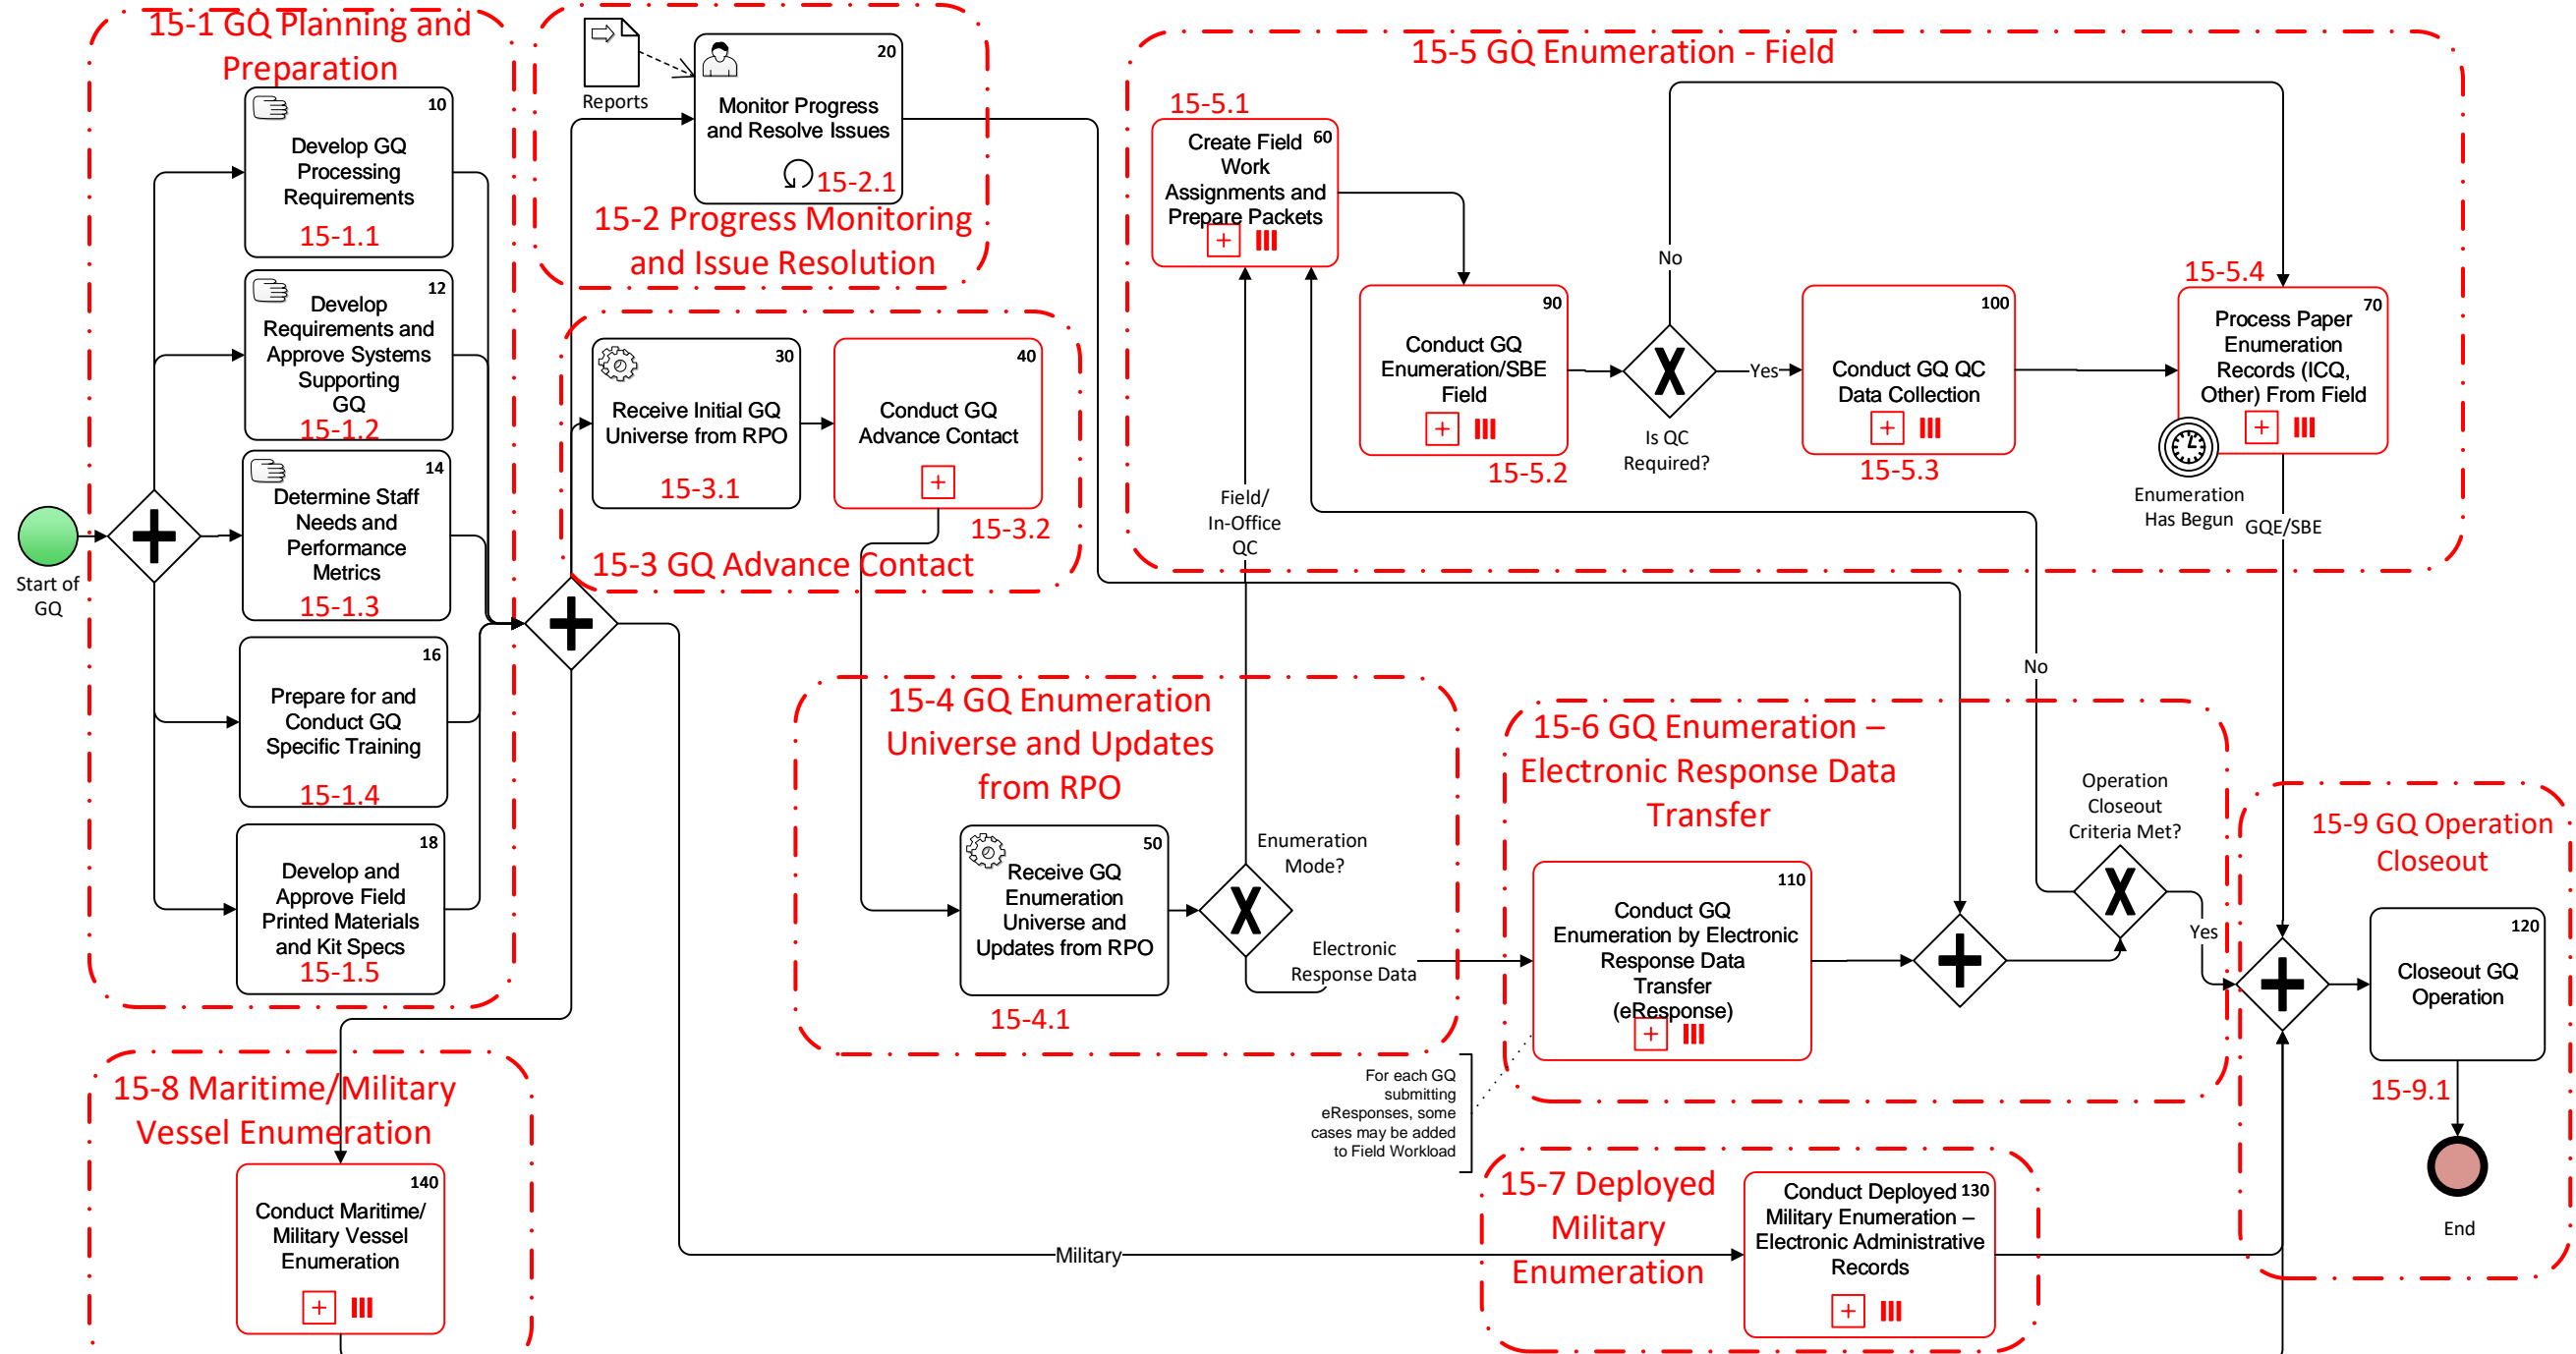 15-1 GQ Planning and
Preparation
10
Develop GQ
Processing
Requirements
15-1.1
12
Develop
Requirements and
Approve Systems
Supporting
GQ
15-1.2
14
Determine Staff
Needs and
Performance
Metrics
15-1.3
16
Prepare for and
Conduct GQ
Specific Training
15-1.4
18
Develop and
Approve Field
Printed Materials
and Kit Specs
15-1.5
Start of
GQ
Reports
20
Monitor Progress
and Resolve Issues
15-2.1
15-2 Progress Monitoring
and Issue Resolution
30
Receive Initial GQ
Universe from RPO
15-3.1
40
Conduct GQ
Advance Contact
15-3.2
15-3 GQ Advance Contact
15-4 GQ Enumeration
Universe and Updates
from RPO
50
Receive GQ
Enumeration
Universe and
Updates from RPO
15-4.1
Enumeration
Mode?
Field/
In-Office
QC
Electronic
Response Data
15-5 GQ Enumeration - Field
15-5.1
60
Create Field
Work
Assignments and
Prepare Packets
90
Conduct GQ
Enumeration/SBE
Field
15-5.2
No
Yes
Is QC
Required?
100
Conduct GQ QC
Data Collection
15-5.3
15-5.4
70
Process Paper
Enumeration
Records (ICQ,
Other) From Field
Enumeration
Has Begun
GQE/SBE
15-6 GQ Enumeration –
Electronic Response Data
Transfer
110
Conduct GQ
Enumeration by Electronic
Response Data
Transfer
(eResponse)
For each GQ
submitting
eResponses, some
cases may be added
to Field Workload
No
Operation
Closeout
Criteria Met?
Yes
15-7 Deployed
Military
Enumeration
130
Conduct Deployed
Military Enumeration –
Electronic Administrative
Records
Military
15-8 Maritime/Military
Vessel Enumeration
140
Conduct Maritime/
Military Vessel
Enumeration
15-9 GQ Operation
Closeout
120
Closeout GQ
Operation
15-9.1
End